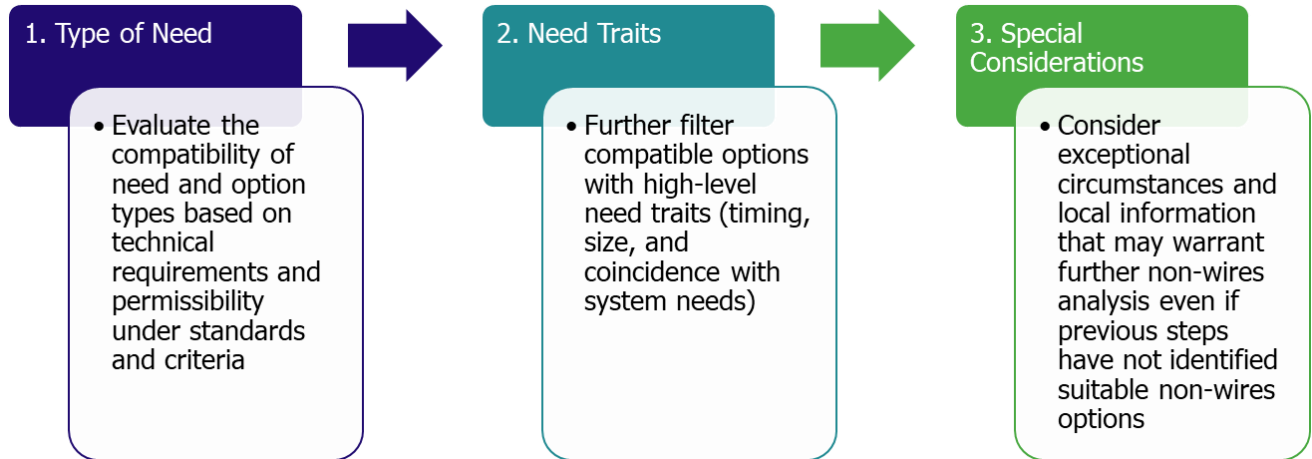 1. Type of Need
• Evaluate the
compatibility of
need and option
types based on
technical
requirements and
permissibility
under standards
and criteria
2. Need Traits
• Further filter
compatible options
with high-level
need traits (timing,
size, and
coincidence with
system needs)
3. Special
Considerations
• Consider
exceptional
circumstances and
local information
that may warrant
further non-wires
analysis even if
previous steps
have not identified
suitable non-wires
options